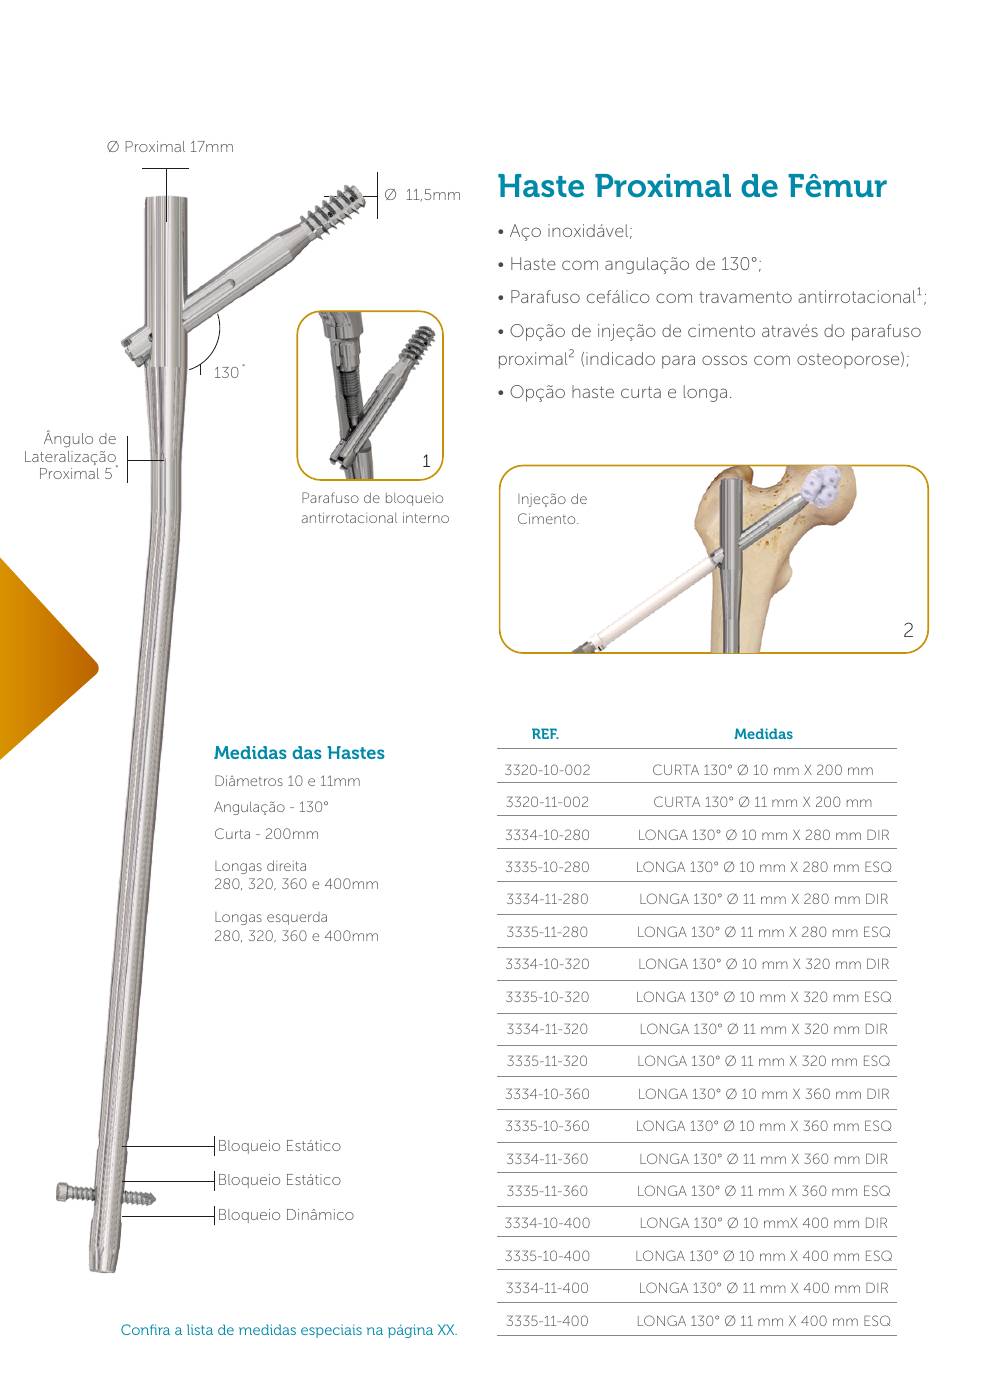 Ø Proximal 17mm
Ø 11,5mm
130°
Ângulo de
Lateralização
Proximal 5°
1
Parafuso de bloqueio
antirrotacional interno
Haste Proximal de Fêmur
• Aço inoxidável;
• Haste com angulação de 130°;
• Parafuso cefálico com travamento antirrotacional¹;
• Opção de injeção de cimento através do parafuso
proximal² (indicado para ossos com osteoporose);
• Opção haste curta e longa.
Injeção de
Cimento.
2
Medidas das Hastes
Diâmetros 10 e 11mm
Angulação - 130°
Curta - 200mm
Longas direita
280, 320, 360 e 400mm
Longas esquerda
280, 320, 360 e 400mm
Bloqueio Estático
Bloqueio Estático
Bloqueio Dinâmico
Confira a lista de medidas especiais na página XX.
REF. Medidas
3320-10-002 CURTA 130° Ø 10 mm X 200 mm
3320-11-002 CURTA 130° Ø 11 mm X 200 mm
3334-10-280 LONGA 130° Ø 10 mm X 280 mm DIR
3335-10-280 LONGA 130° Ø 10 mm X 280 mm ESQ
3334-11-280 LONGA 130° Ø 11 mm X 280 mm DIR
3335-11-280 LONGA 130° Ø 11 mm X 280 mm ESQ
3334-10-320 LONGA 130° Ø 10 mm X 320 mm DIR
3335-10-320 LONGA 130° Ø 10 mm X 320 mm ESQ
3334-11-320 LONGA 130° Ø 11 mm X 320 mm DIR
3335-11-320 LONGA 130° Ø 11 mm X 320 mm ESQ
3334-10-360 LONGA 130° Ø 10 mm X 360 mm DIR
3335-10-360 LONGA 130° Ø 10 mm X 360 mm ESQ
3334-11-360 LONGA 130° Ø 11 mm X 360 mm DIR
3335-11-360 LONGA 130° Ø 11 mm X 360 mm ESQ
3334-10-400 LONGA 130° Ø 10 mmX 400 mm DIR
3335-10-400 LONGA 130° Ø 10 mm X 400 mm ESQ
3334-11-400 LONGA 130° Ø 11 mm X 400 mm DIR
3335-11-400 LONGA 130° Ø 11 mm X 400 mm ESQ